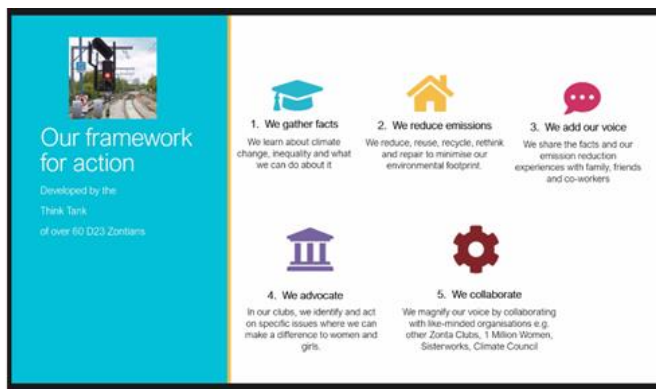 Our framework
for action
Developed by the
Think Tank
of over 60 D23 Zontians
1. We gather facts
We learn about climate
change, inequality and what
we can do about it
2. We reduce emissions
We reduce, reuse, recycle, rethink
and repair to minimise our
environmental footprint.
3. We add our voice
We share the facts and our
emission reduction
experiences with family, friends
and co-workers
4. We advocate
In our clubs, we identify and act
on specific issues where we can
make a difference to women and
girls.
5. We collaborate
We magnify our voice by collaborating
with like-minded organisations e.g.
other Zonta Clubs, 1 Million Women,
Sisterworks, Climate Council